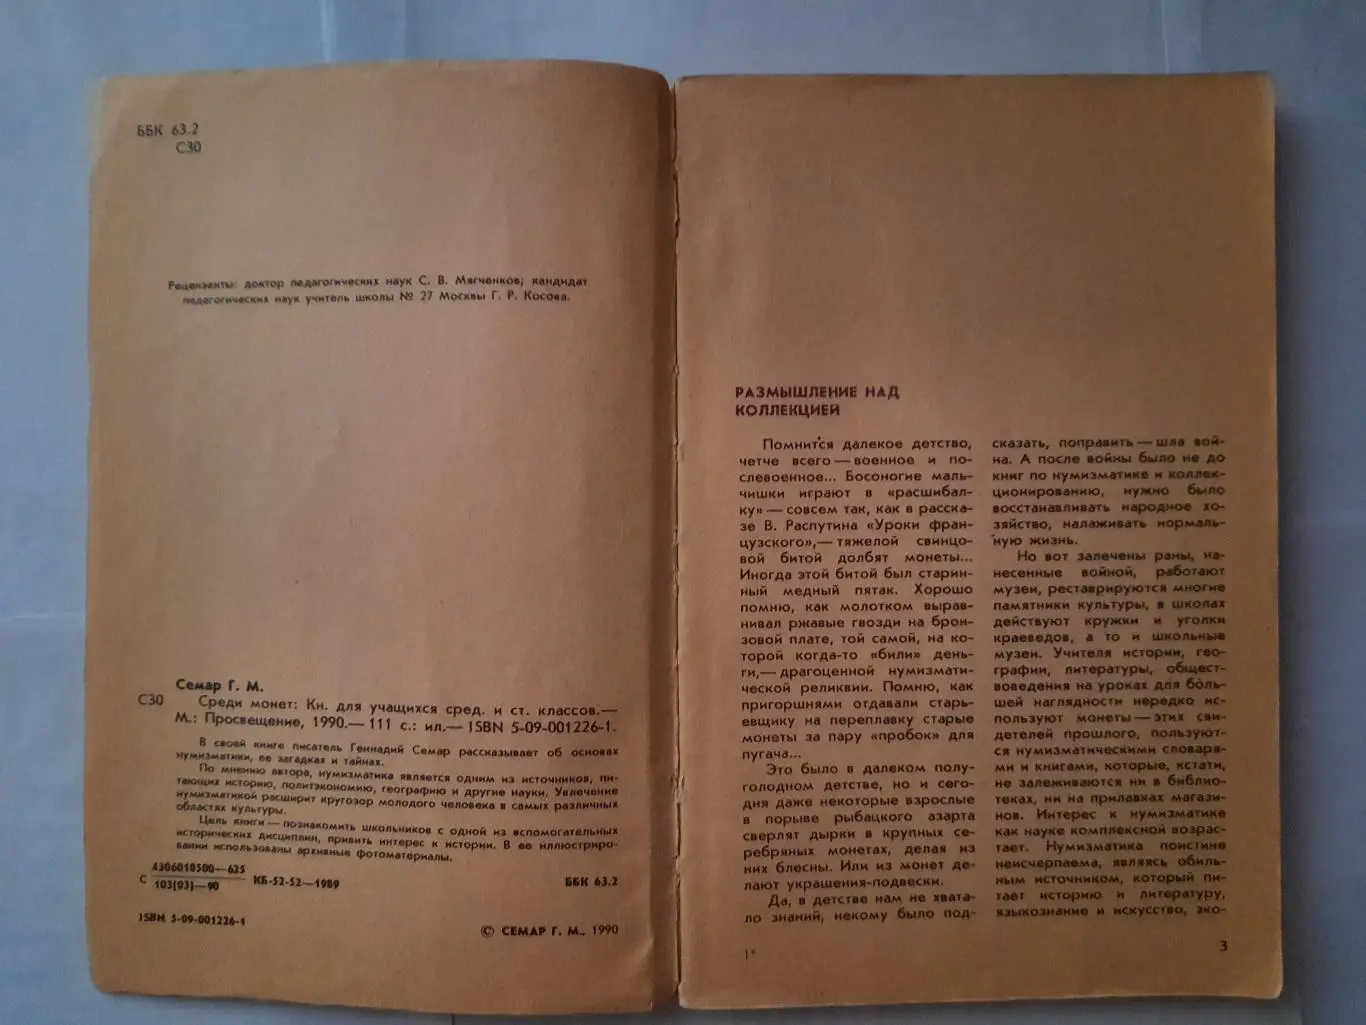 ББК 63.2
С30
Рецензенты: доктор педагогических наук С. В. Мягченков; кандидат
педагогических наук учитель школы № 27 Москвы Г. Р. Косова.
Семар Г. М.
С30 Среди монет: Кн. для учащихся сред. и ст. классов.—
М.: Просвещение, 1990.— 111 с.: ил.— ISBN 5-09-001226-1.
В своей книге писатель Геннадий Семар рассказывает об основах
нумизматики, ее загадках и тайнах.
По мнению автора, нумизматика является одним из источников, пи-
тающих историю, политэкономию, географию и другие науки. Увлечение
нумизматикой расширит кругозор молодого человека в самых различных
областях культуры.
Цель книги — познакомить школьников с одной из вспомогательных
исторических дисциплин, привить интерес к истории. В ее иллюстриро-
вании использованы архивные фотоматериалы.
С 4306010500—625
103(03)—90 КБ-52-52—1989 ББК 63.2
ISBN 5-09-001226-1
© СЕМАР Г. М., 1990
РАЗМЫШЛЕНИЕ НАД
КОЛЛЕКЦИЕЙ
Помнится далекое детство,
четче всего — военное и по-
слевоенное... Босоногие маль-
чишки играют в «расшибал-
ку» — совсем так, как в расска-
зе В. Распутина «Уроки фран-
цузского»,— тяжелой свинцо-
вой битой долбят монеты...
Иногда этой битой был старин-
ный медный пятак. Хорошо
помню, как молотком вырав-
нивал ржавые гвозди на брон-
зовой плате, той самой, на ко-
торой когда-то «били» день-
ги,— драгоценной нумизмати-
ческой реликвии. Помню, как
пригоршнями отдавали старь-
евщику на переплавку старые
монеты за пару «пробок» для
пугача...
Это было в далеком полу-
голодном детстве, но и сего-
дня даже некоторые взрослые
в порыве рыбацкого азарта
сверлят дырки в крупных се-
ребряных монетах, делая из
них блесны. Или из монет де-
лают украшения-подвески.
Да, в детстве нам не хвата-
ло знаний, некому было под-
сказать, поправить — шла вой-
на. А после войны было не до
книг по нумизматике и коллек-
ционированию, нужно было
восстанавливать народное хо-
зяйство, налаживать нормаль-
ную жизнь.
Но вот залечены раны, на-
несенные войной, работают
музеи, реставрируются многие
памятники культуры, в школах
действуют кружки и уголки
краеведов, а то и школьные
музеи. Учителя истории, гео-
графии, литературы, общест-
воведения на уроках для боль-
шей наглядности нередко ис-
пользуют монеты — этих сви-
детелей прошлого, пользуют-
ся нумизматическими словаря-
ми и книгами, которые, кстати,
не залеживаются ни в библио-
теках, ни на прилавках магази-
нов. Интерес к нумизматике
как науке комплексной возрас-
тает. Нумизматика поистине
неисчерпаема, являясь обиль-
ным источником, который пи-
тает историю и литературу,
языкознание и искусство, эко-
1* 3